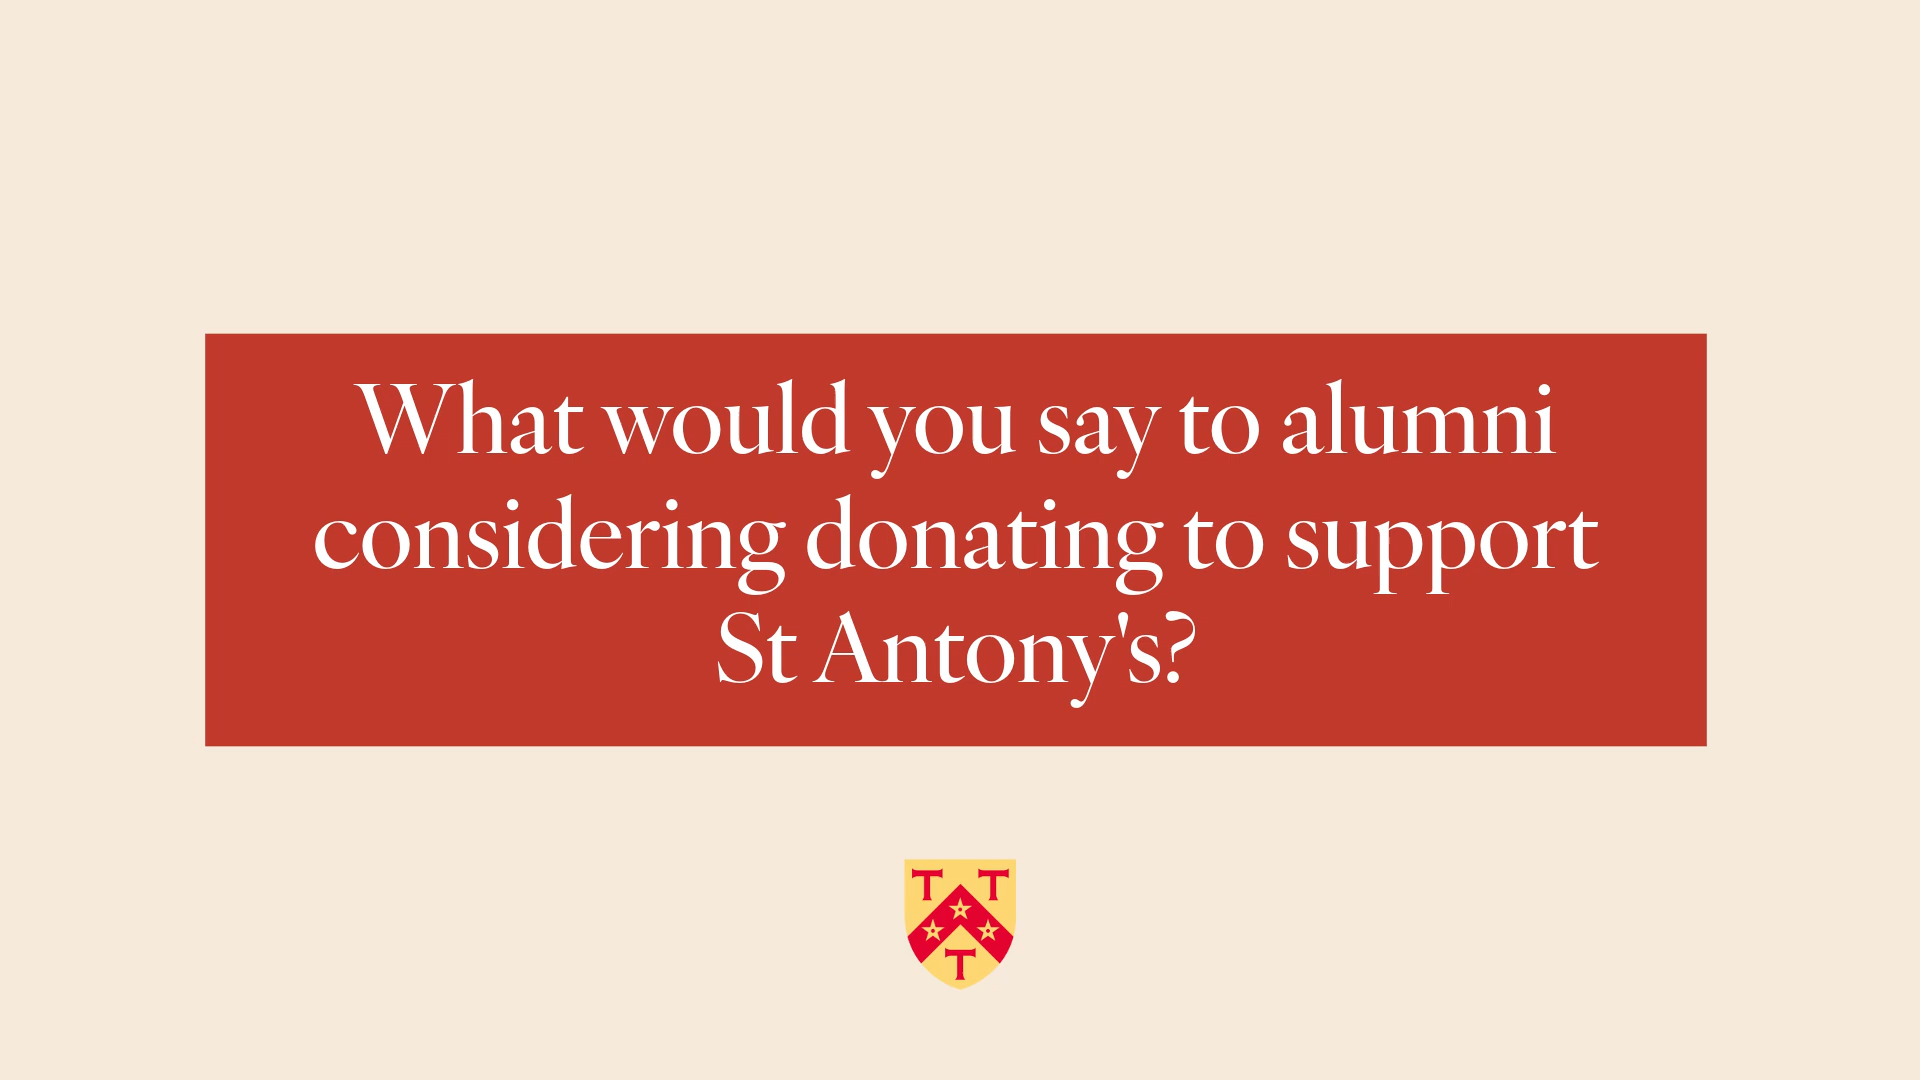 What would you say to alumni
considering donating to support
St Antony's?
T T
T